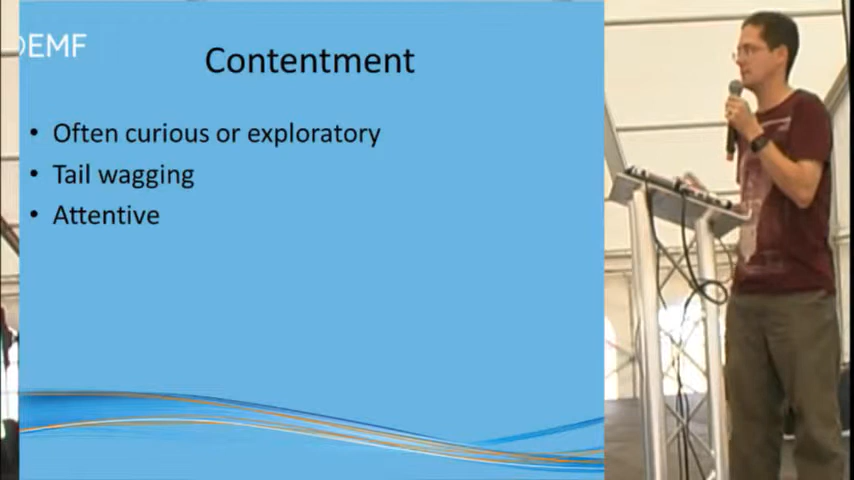 EMF
Contentment
• Often curious or exploratory
• Tail wagging
• Attentive